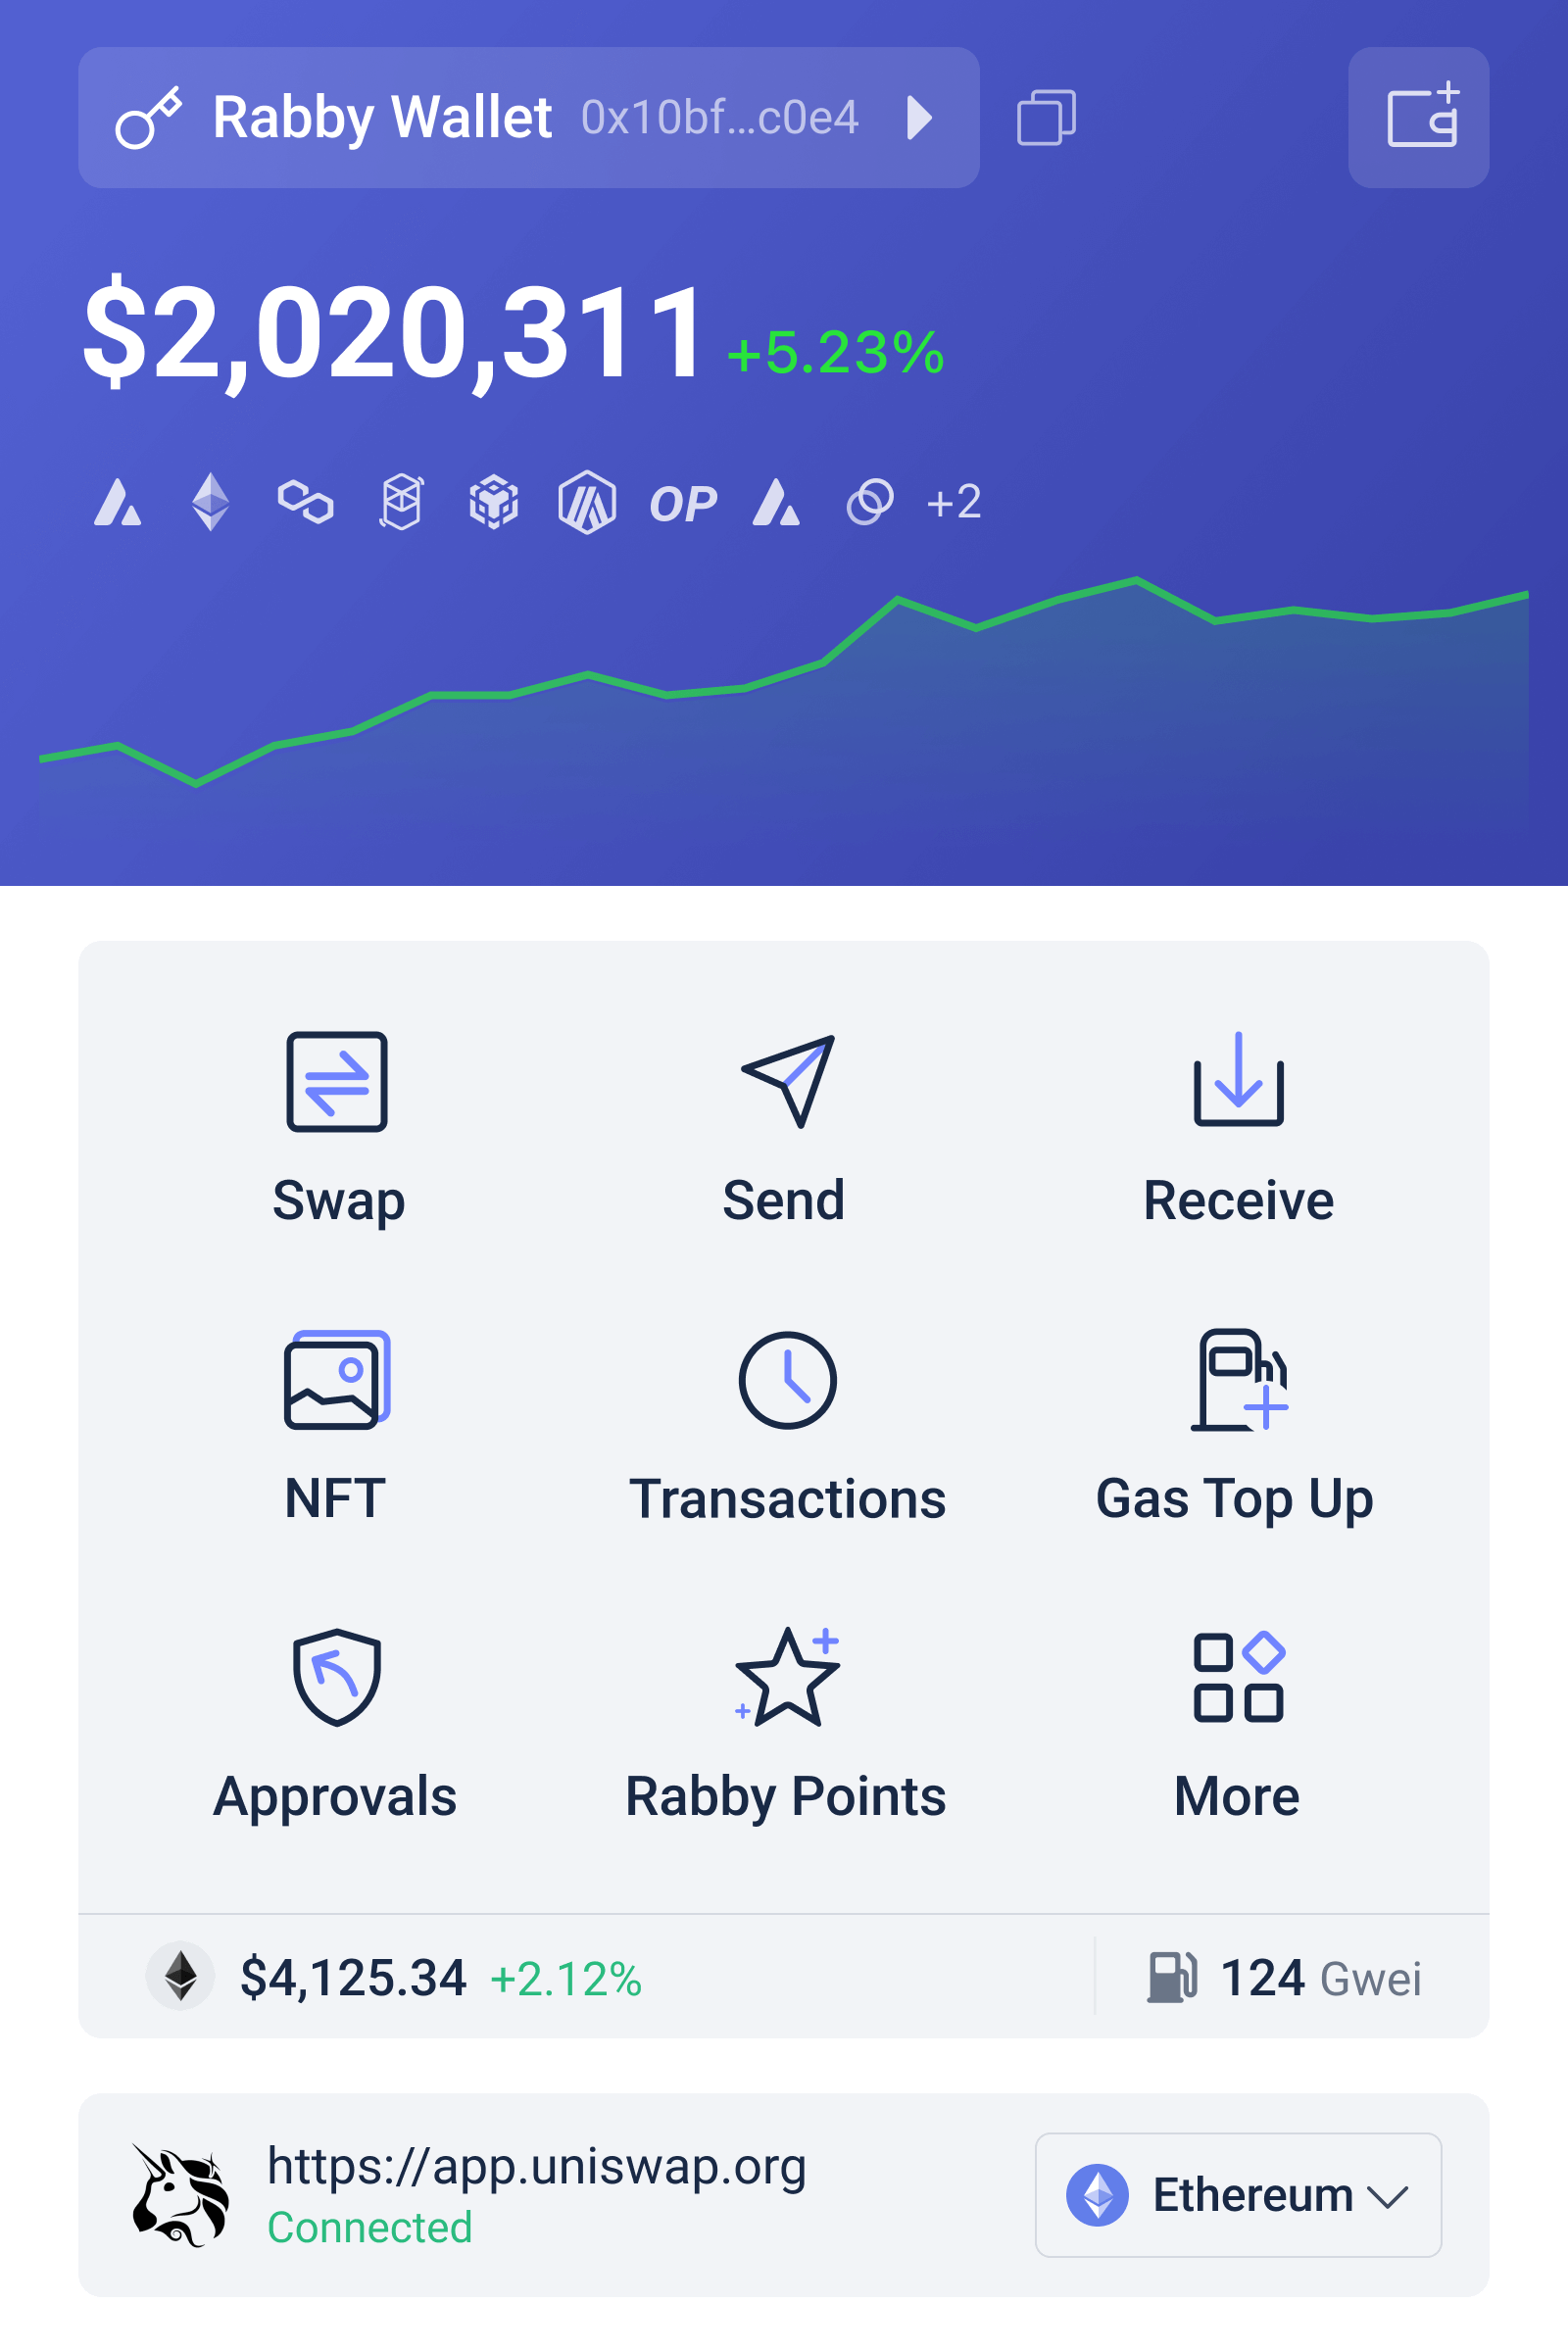 Rabby Wallet 0x10bf...c0e4
$2,020,311 +5.23%
OP +2
Swap Send Receive
NFT Transactions Gas Top Up
Approvals Rabby Points More
$4,125.34 +2.12% 124 Gwei
https://app.uniswap.org
Connected
Ethereum